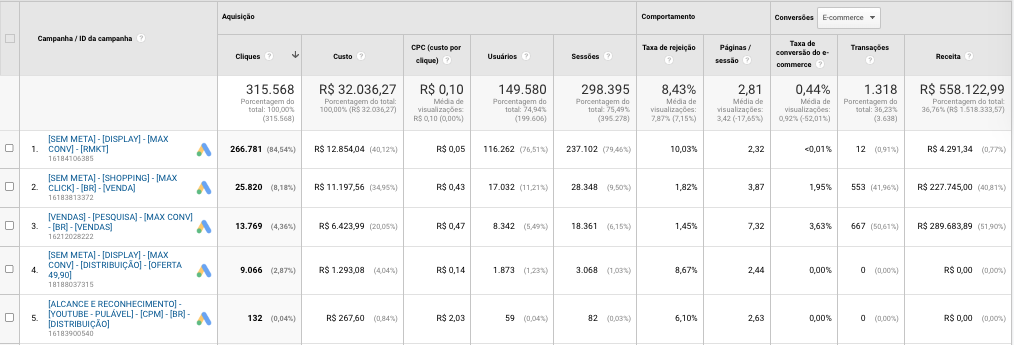 Aquisição Comportamento Conversões E-commerce
Campanha / ID da campanha ?
Cliques ? ↓ Custo ? CPC (custo por clique) ? Usuários ? Sessões ? Taxa de rejeição ? Páginas / sessão ? Taxa de conversão do e-commerce ? Transações ? Receita ?
315.568 R$ 32.036,27 R$ 0,10 149.580 298.395 8,43% 2,81 0,44% 1.318 R$ 558.122,99
Porcentagem do total: 100,00% (315.568) Porcentagem do total: 100,00% (R$ 32.036,27) Média de visualizações: R$ 0,10 (0,00%) Porcentagem do total: 74,94% (199.606) Porcentagem do total: 75,49% (395.278) Média de visualizações: 7,87% (7,15%) Média de visualizações: 3,42 (-17,65%) Média de visualizações: 0,92% (-52,01%) Porcentagem do total: 36,23% (3.638) Porcentagem do total: 36,76% (R$ 1.518.333,57)
1. [SEM META] - [DISPLAY] - [MAX
CONV] - [RMKT]
16184106385
266.781 (84,54%) R$ 12.854,04 (40,12%) R$ 0,05 116.262 (76,51%) 237.102 (79,46%) 10,03% 2,32 <0,01% 12 (0,91%) R$ 4.291,34 (0,77%)
2. [SEM META] - [SHOPPING] - [MAX
CLICK] - [BR] - [VENDA]
16183813372
25.820 (8,18%) R$ 11.197,56 (34,95%) R$ 0,43 17.032 (11,21%) 28.348 (9,50%) 1,82% 3,87 1,95% 553 (41,96%) R$ 227.745,00 (40,81%)
3. [VENDAS] - [PESQUISA] - [MAX CONV]
- [BR] - [VENDAS]
16212028222
13.769 (4,36%) R$ 6.423,99 (20,05%) R$ 0,47 8.342 (5,49%) 18.361 (6,15%) 1,45% 7,32 3,63% 667 (50,61%) R$ 289.683,89 (51,90%)
4. [SEM META] - [DISPLAY] - [MAX
CONV] - [DISTRIBUIÇÃO] - [OFERTA
49,90]
18188037315
9.066 (2,87%) R$ 1.293,08 (4,04%) R$ 0,14 1.873 (1,23%) 3.068 (1,03%) 8,67% 2,44 0,00% 0 (0,00%) R$ 0,00 (0,00%)
5. [ALCANCE E RECONHECIMENTO] -
[YOUTUBE - PULÁVEL] - [CPM] - [BR] -
[DISTRIBUIÇÃO]
16183900540
132 (0,04%) R$ 267,60 (0,84%) R$ 2,03 59 (0,04%) 82 (0,03%) 6,10% 2,63 0,00% 0 (0,00%) R$ 0,00 (0,00%)